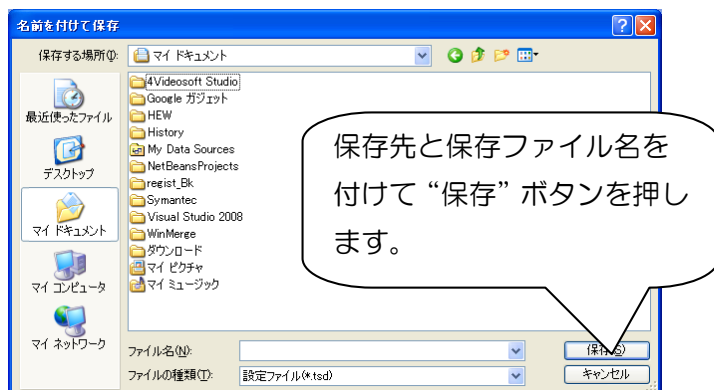 名前を付けて保存
保存する場所(I):
マイ ドキュメント
最近使ったファイル
デスクトップ
マイ ドキュメント
マイ コンピュータ
マイ ネットワーク
4Videosoft Studio
Google ガジェット
HEW
History
My Data Sources
NetBeansProjects
regist_Bk
Symantec
Visual Studio 2008
WinMerge
ダウンロード
マイ ピクチャ
マイ ミュージック
保存先と保存ファイル名を
付けて “保存” ボタンを押し
ます。
ファイル名(N):
保存(S)
ファイルの種類(T):
設定ファイル(*.tsd)
キャンセル